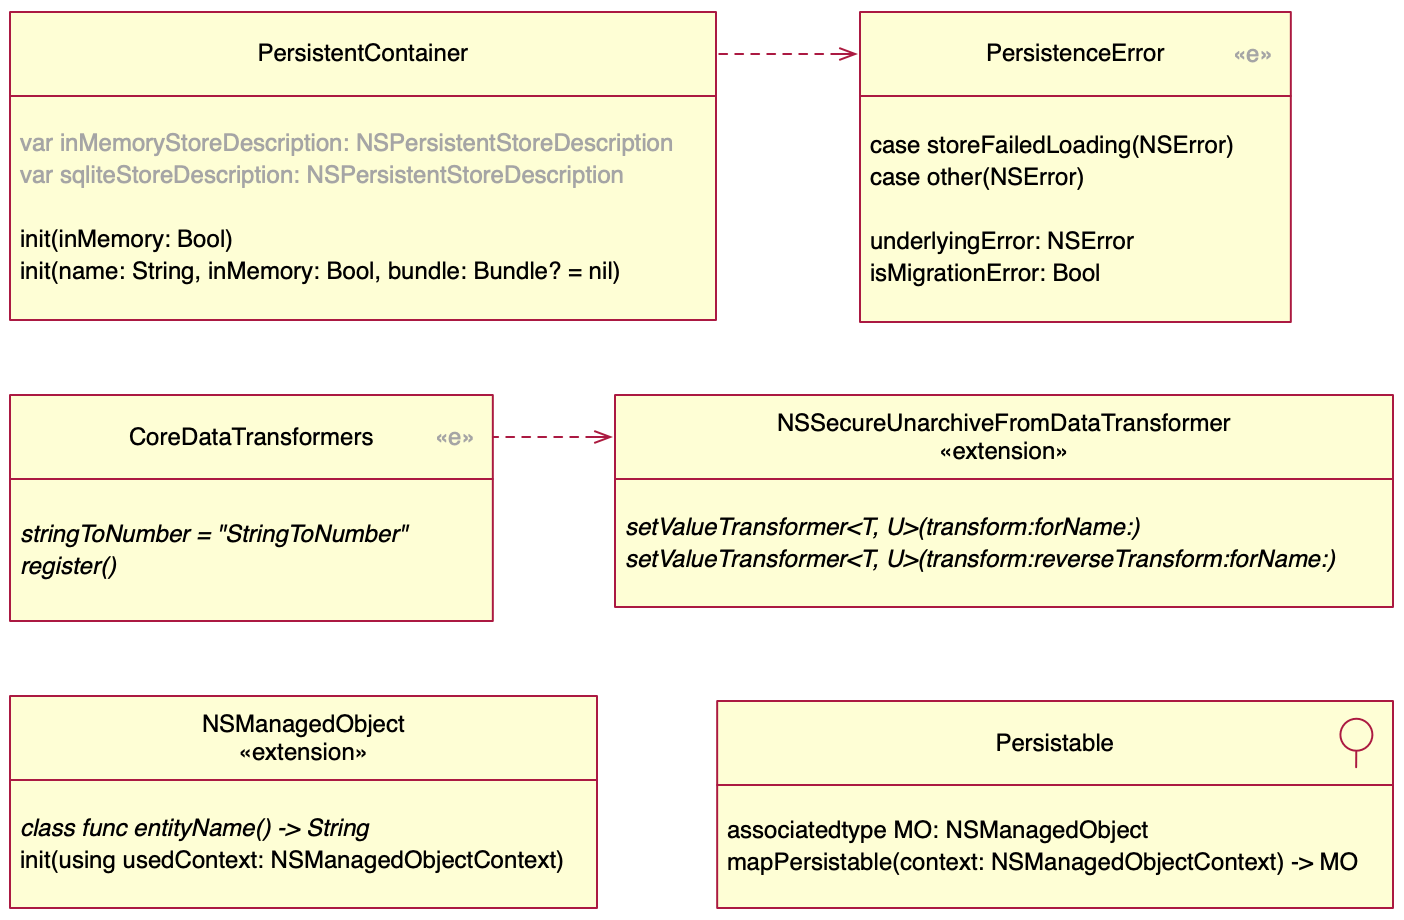 PersistentContainer
var inMemoryStoreDescription: NSPersistentStoreDescription
var sqliteStoreDescription: NSPersistentStoreDescription
init(inMemory: Bool)
init(name: String, inMemory: Bool, bundle: Bundle? = nil)
PersistenceError «e»
case storeFailedLoading(NSError)
case other(NSError)
underlyingError: NSError
isMigrationError: Bool
CoreDataTransformers «e»
stringToNumber = "StringToNumber"
register()
NSSecureUnarchiveFromDataTransformer
«extension»
setValueTransformer<T, U>(transform:forName:)
setValueTransformer<T, U>(transform:reverseTransform:forName:)
NSManagedObject
«extension»
class func entityName() -> String
init(using usedContext: NSManagedObjectContext)
Persistable
associatedtype MO: NSManagedObject
mapPersistable(context: NSManagedObjectContext) -> MO